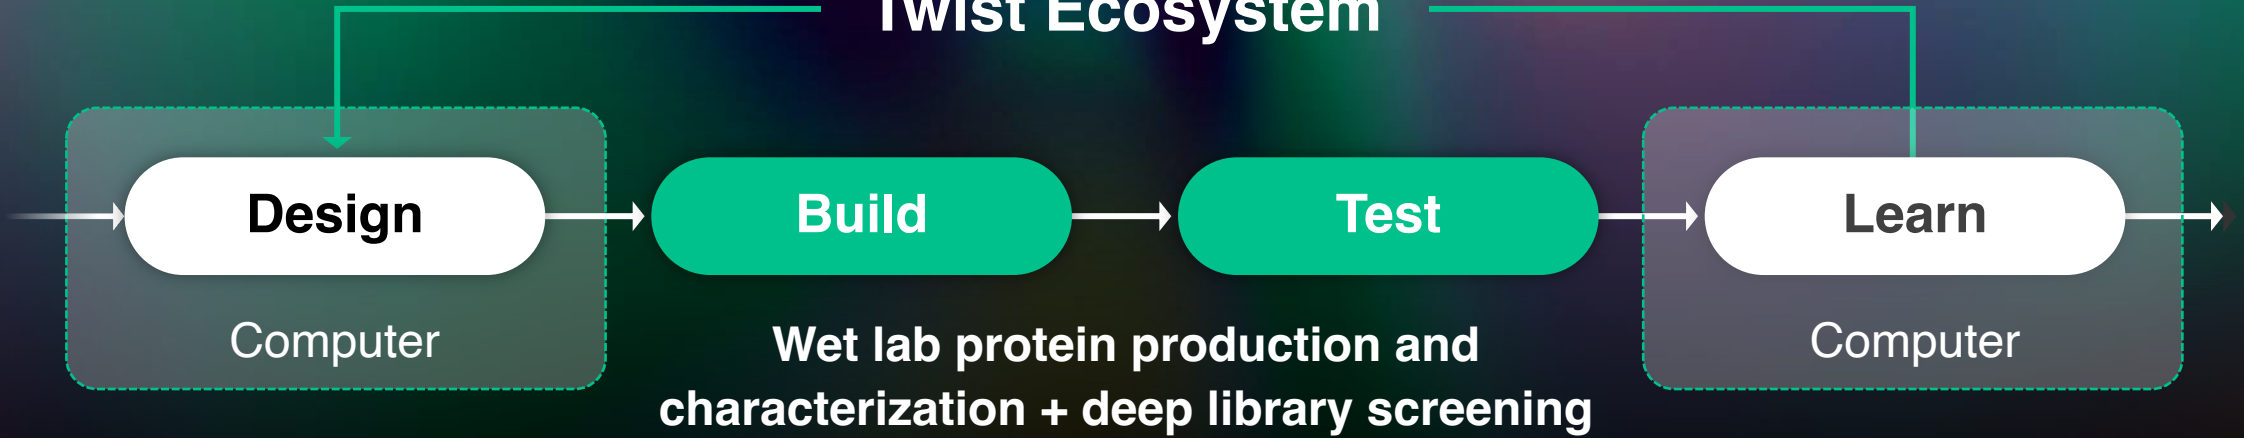 Twist Ecosystem
Design
Build
Test
Learn
Computer
Wet lab protein production and
characterization + deep library screening
Computer